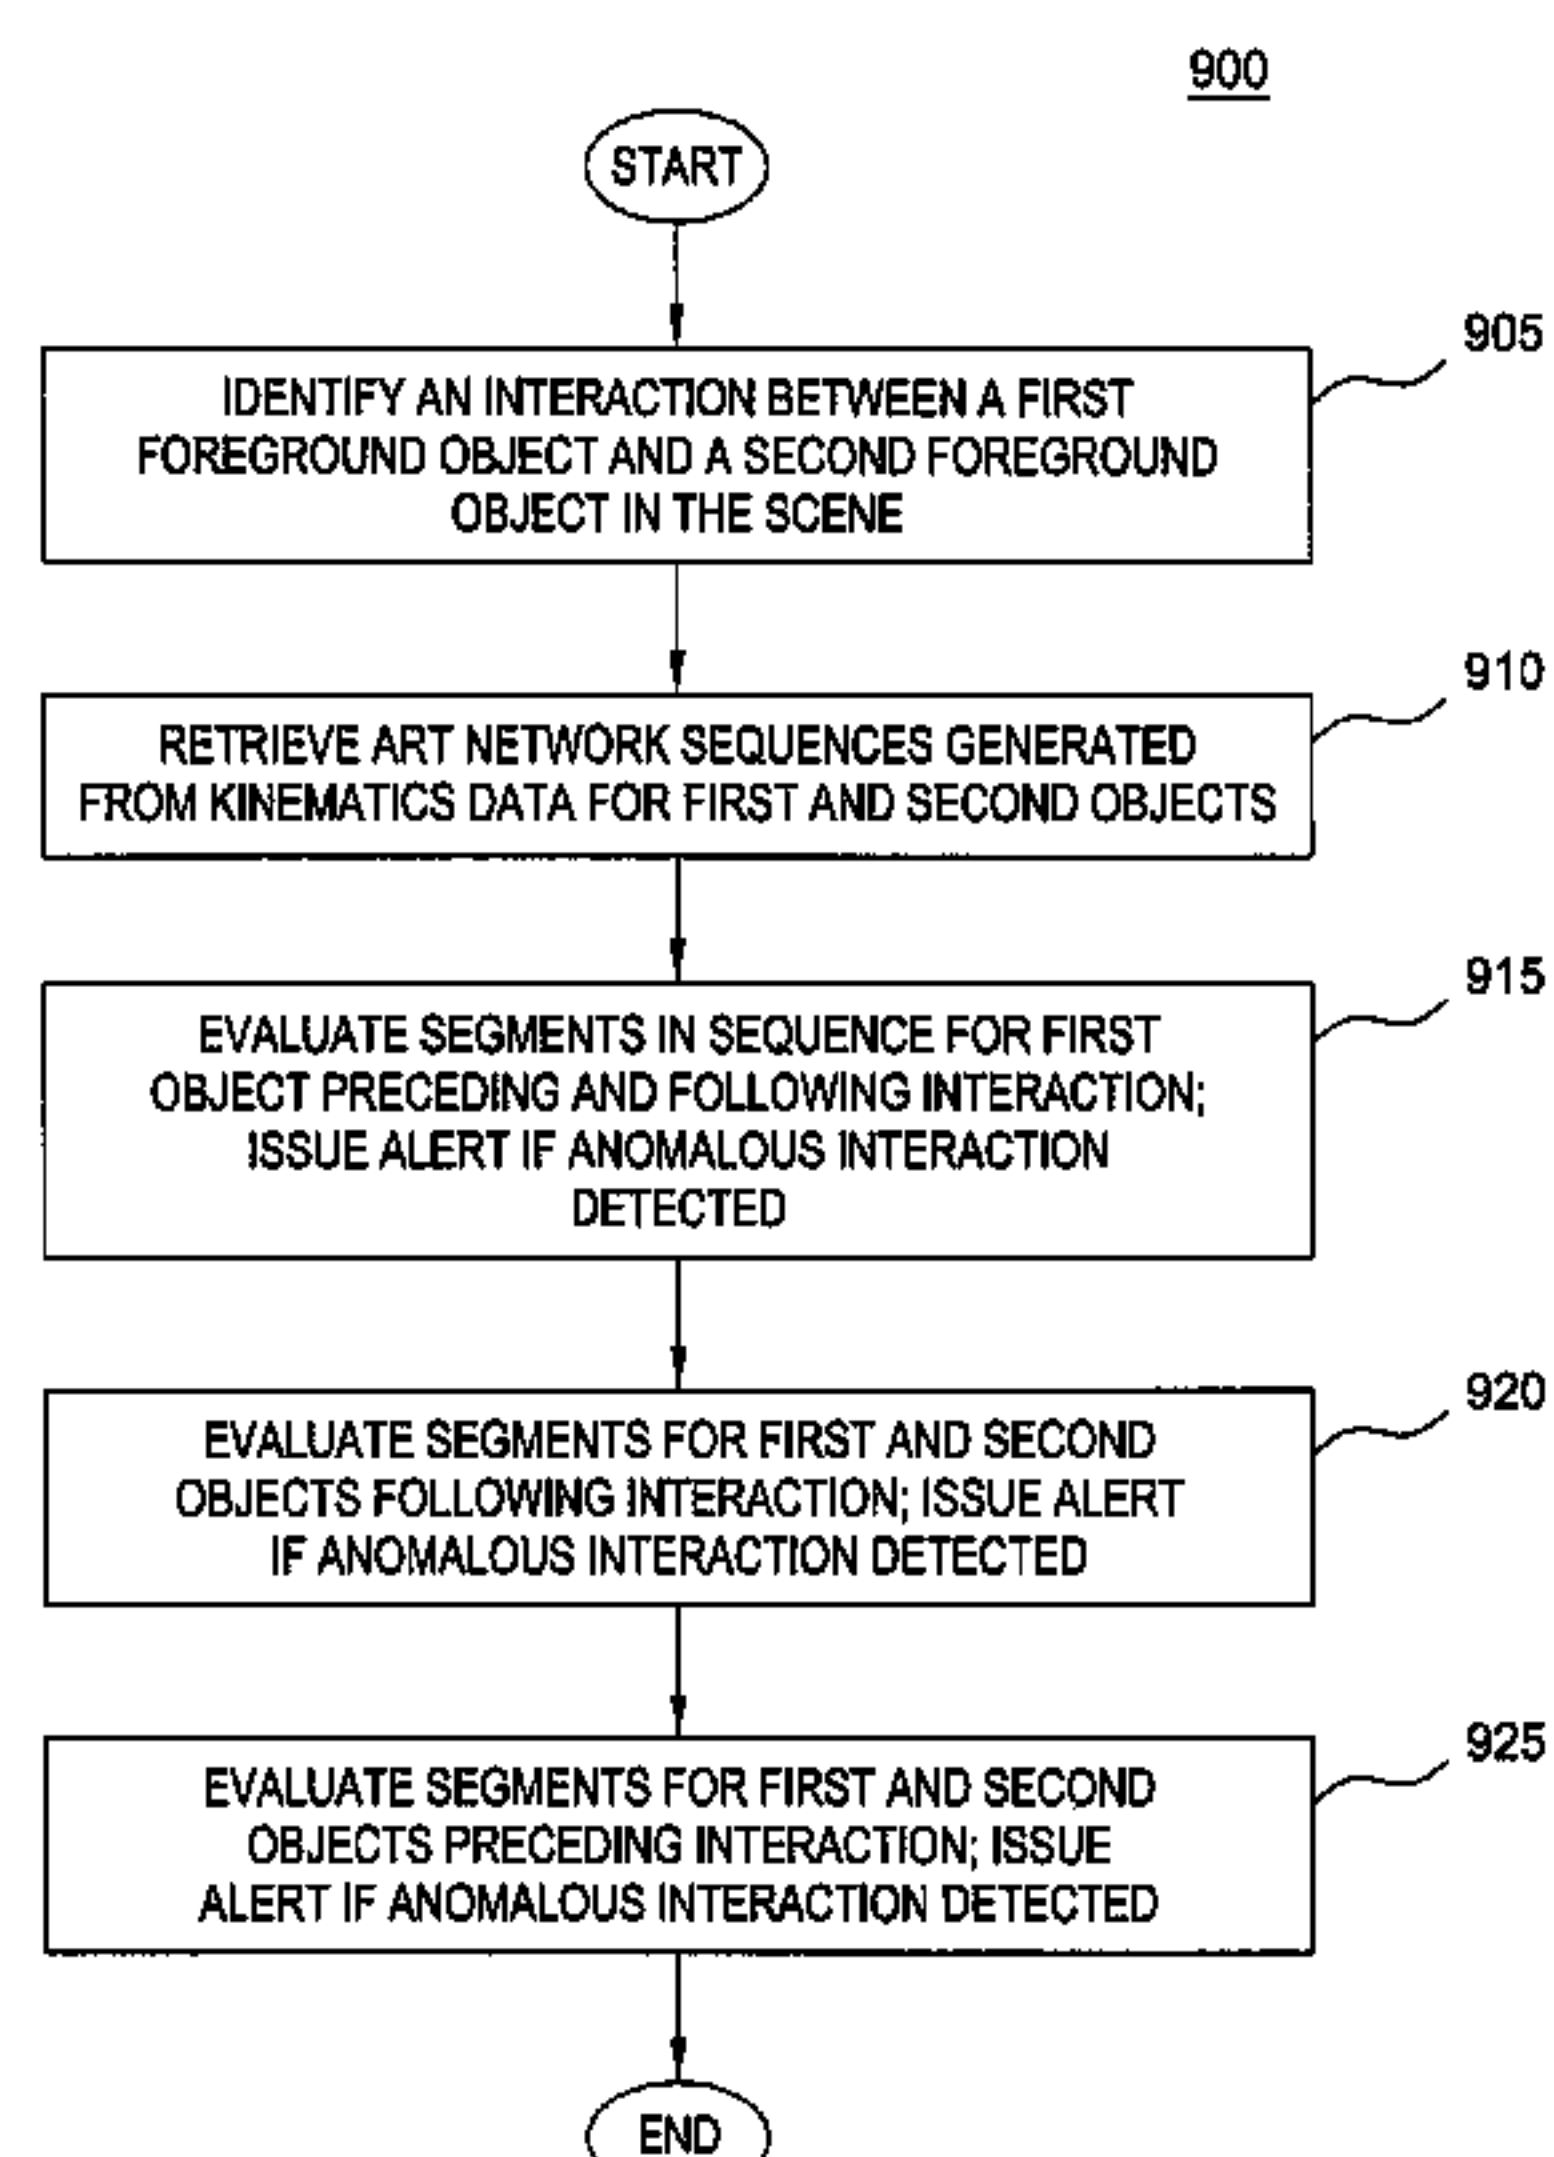 900
START
905
IDENTIFY AN INTERACTION BETWEEN A FIRST
FOREGROUND OBJECT AND A SECOND FOREGROUND
OBJECT IN THE SCENE
910
RETRIEVE ART NETWORK SEQUENCES GENERATED
FROM KINEMATICS DATA FOR FIRST AND SECOND OBJECTS
915
EVALUATE SEGMENTS IN SEQUENCE FOR FIRST
OBJECT PRECEDING AND FOLLOWING INTERACTION;
ISSUE ALERT IF ANOMALOUS INTERACTION
DETECTED
920
EVALUATE SEGMENTS FOR FIRST AND SECOND
OBJECTS FOLLOWING INTERACTION; ISSUE ALERT
IF ANOMALOUS INTERACTION DETECTED
925
EVALUATE SEGMENTS FOR FIRST AND SECOND
OBJECTS PRECEDING INTERACTION; ISSUE
ALERT IF ANOMALOUS INTERACTION DETECTED
END